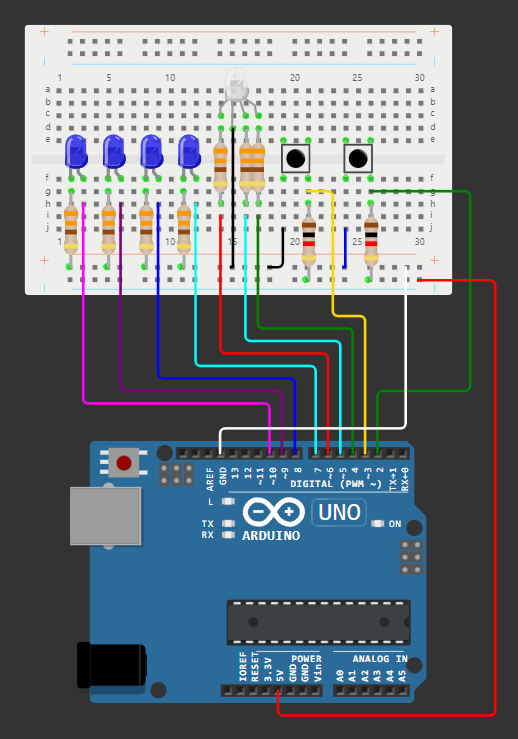 + +
| |
1 5 10 20 25 30
a a
b b
c c
d d
e e
f f
g g
h h
i i
j j
1 10 15 20 25 30
+ +
| |
AREF GND 13 12 ~11 ~10 ~9 8 7 ~6 ~5 4 ~3 2 TX→1 RX←0
DIGITAL (PWM ~)
L
UNO
TX
ON
RX
ARDUINO
POWER ANALOG IN
IOREF RESET 3.3V 5V GND GND Vin A0 A1 A2 A3 A4 A5